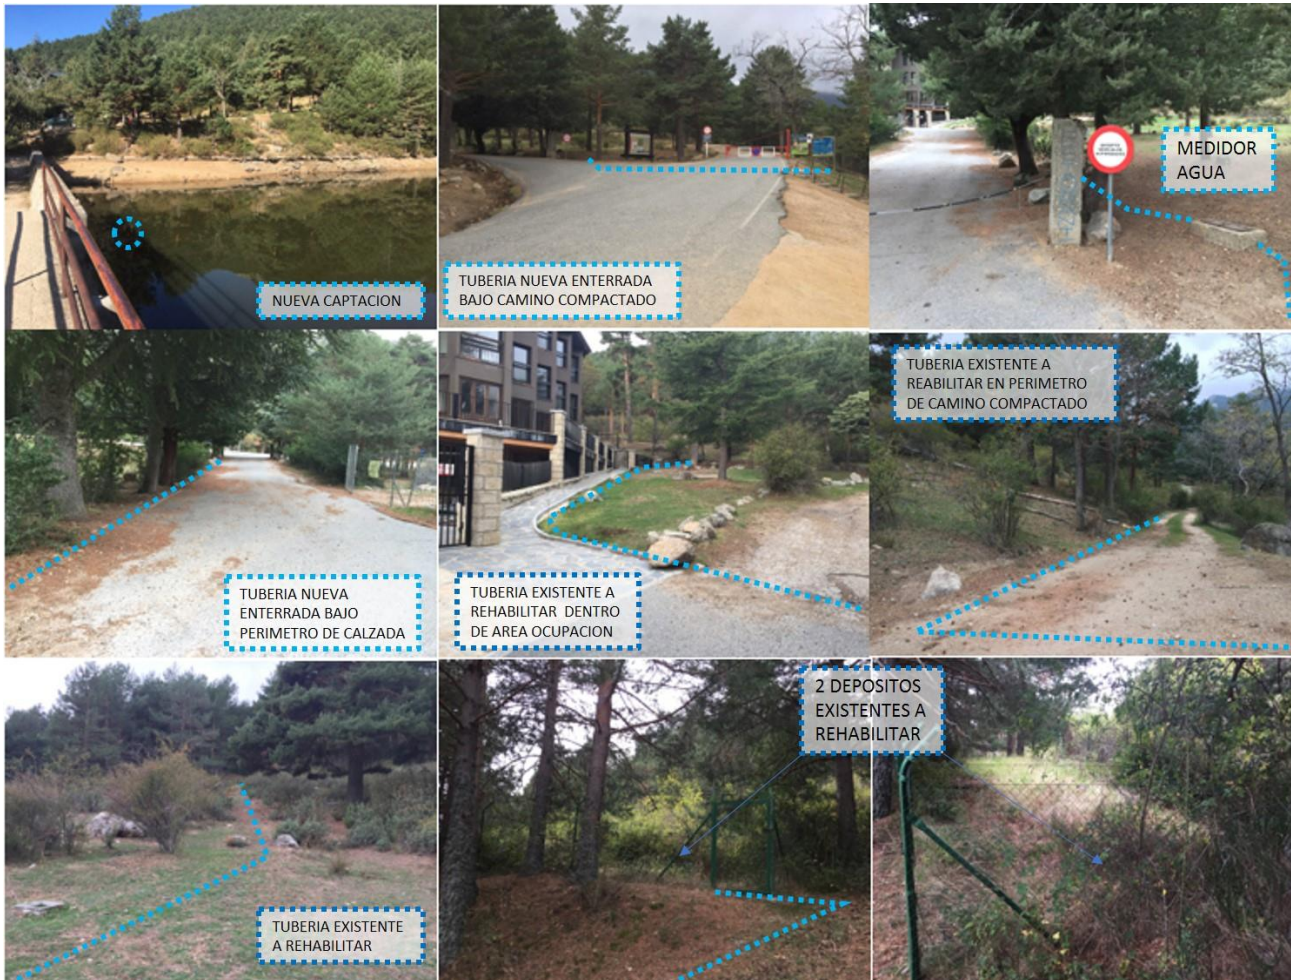 NUEVA CAPTACION
TUBERIA NUEVA ENTERRADA
BAJO CAMINO COMPACTADO
MEDIDOR
AGUA
TUBERIA NUEVA
ENTERRADA BAJO
PERIMETRO DE CALZADA
TUBERIA EXISTENTE A
REHABILITAR DENTRO
DE AREA OCUPACION
TUBERIA EXISTENTE A
REABILITAR EN PERIMETRO
DE CAMINO COMPACTADO
TUBERIA EXISTENTE
A REHABILITAR
2 DEPOSITOS
EXISTENTES A
REHABILITAR